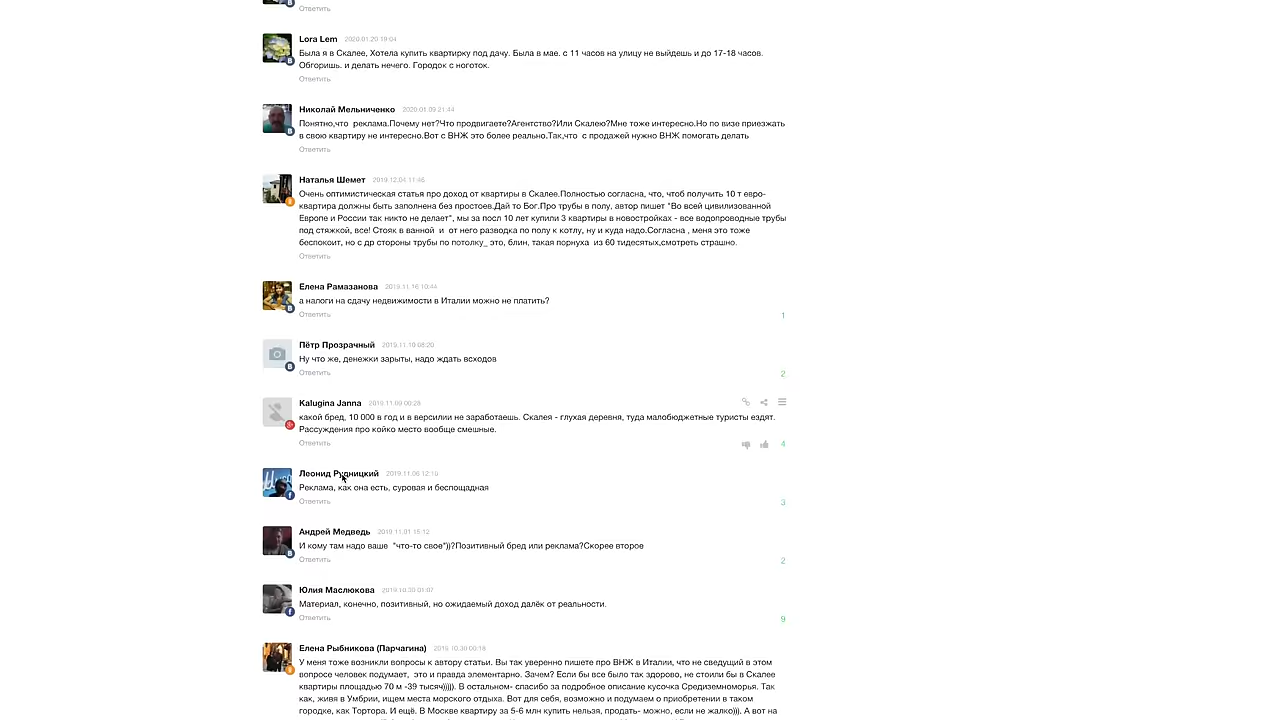 Ответить
Lora Lem 2020.01.20 19:04
Была я в Скалее, Хотела купить квартирку под дачу. Была в мае. с 11 часов на улицу не выйдешь и до 17-18 часов.
Обгоришь. и делать нечего. Городок с ноготок.
Ответить
Николай Мельниченко 2020.01.09 21:44
Понятно,что реклама.Почему нет?Что продвигаете?Агентство?Или Скалею?Мне тоже интересно.Но по визе приезжать
в свою квартиру не интересно.Вот с ВНЖ это более реально.Так,что с продажей нужно ВНЖ помогать делать
Ответить
Наталья Шемет 2019.12.04 11:46
Очень оптимистическая статья про доход от квартиры в Скалее.Полностью согласна, что, чтоб получить 10 т евро-
квартира должны быть заполнена без простоев.Дай то Бог.Про трубы в полу, автор пишет "Во всей цивилизованной
Европе и России так никто не делает", мы за посл 10 лет купили 3 квартиры в новостройках - все водопроводные трубы
под стяжкой, все! Стояк в ванной и от него разводка по полу к котлу, ну и куда надо.Согласна , меня это тоже
беспокоит, но с др стороны трубы по потолку_ это, блин, такая порнуха из 60 тидесятых,смотреть страшно.
Ответить
Елена Рамазанова 2019.11.16 10:44
а налоги на сдачу недвижимости в Италии можно не платить?
Ответить 1
Пётр Прозрачный 2019.11.10 08:20
Ну что же, денежки зарыты, надо ждать всходов
Ответить 2
Kalugina Janna 2019.11.09 00:28
какой бред, 10 000 в год и в версилии не заработаешь. Скалея - глухая деревня, туда малобюджетные туристы ездят.
Рассуждения про койко место вообще смешные.
Ответить 4
Леонид Рудницкий 2019.11.06 12:10
Реклама, как она есть, суровая и беспощадная
Ответить 3
Андрей Медведь 2019.11.01 15:12
И кому там надо ваше "что-то свое"))?Позитивный бред или реклама?Скорее второе
Ответить 2
Юлия Маслюкова 2019.10.30 01:07
Материал, конечно, позитивный, но ожидаемый доход далёк от реальности.
Ответить 9
Елена Рыбникова (Парчагина) 2019.10.30 00:18
У меня тоже возникли вопросы к автору статьи. Вы так уверенно пишете про ВНЖ в Италии, что не сведущий в этом
вопросе человек подумает, это и правда элементарно. Зачем? Если бы все было так здорово, не стоили бы в Скалее
квартиры площадью 70 м -39 тысяч))))). В остальном- спасибо за подробное описание кусочка Средиземноморья. Так
как, живя в Умбрии, ищем места морского отдыха. Вот для себя, возможно и подумаем о приобретении в таком
городке, как Тортора. И ещё. В Москве квартиру за 5-6 млн купить нельзя, продать- можно, если не жалко))). А вот на